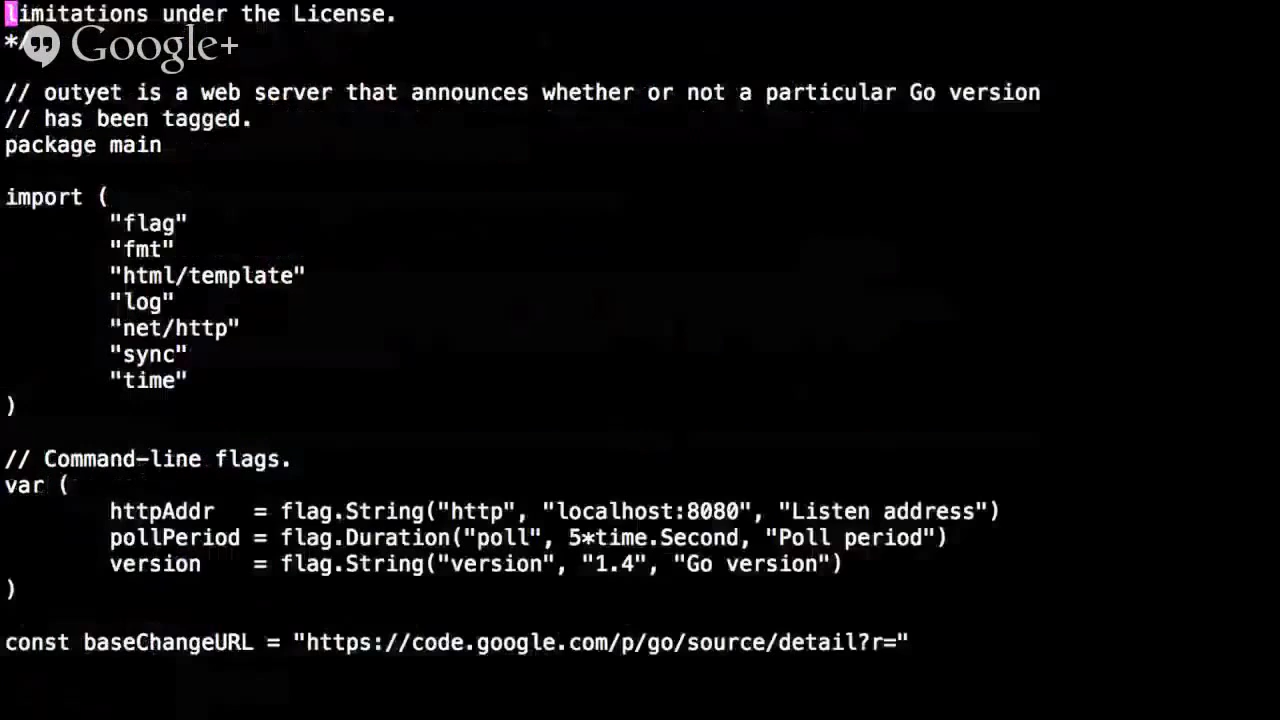 limitations under the License.
*/
Google+
// outyet is a web server that announces whether or not a particular Go version
// has been tagged.
package main
import (
"flag"
"fmt"
"html/template"
"log"
"net/http"
"sync"
"time"
)
// Command-line flags.
var (
httpAddr = flag.String("http", "localhost:8080", "Listen address")
pollPeriod = flag.Duration("poll", 5*time.Second, "Poll period")
version = flag.String("version", "1.4", "Go version")
)
const baseChangeURL = "https://code.google.com/p/go/source/detail?r="